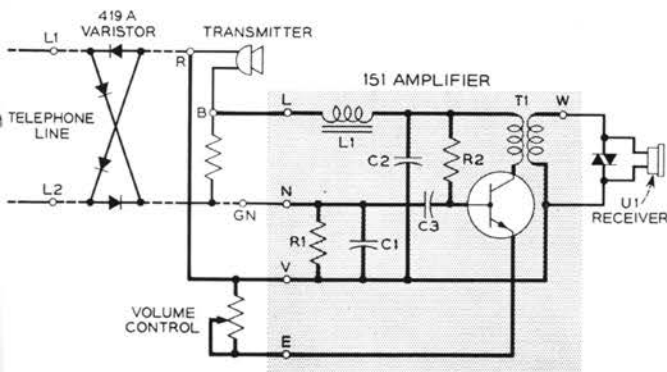 419 A
VARISTOR
TRANSMITTER
L1
R
151 AMPLIFIER
B
L
L1
T1
W
TELEPHONE
LINE
C2
R2
L2
GN
N
C3
U1
RECEIVER
R1
C1
V
VOLUME
CONTROL
E